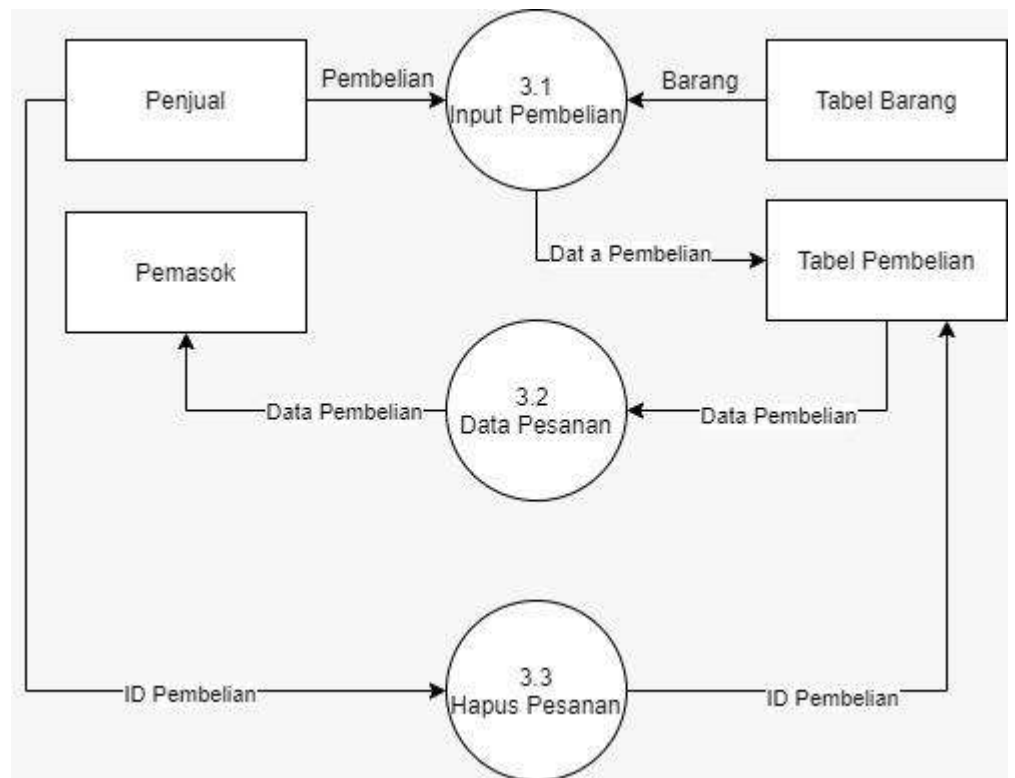 Penjual
Pembelian
3.1
Input Pembelian
Barang
Tabel Barang
Pemasok
Dat a Pembelian
Tabel Pembelian
Data Pembelian
3.2
Data Pesanan
Data Pembelian
ID Pembelian
3.3
Hapus Pesanan
ID Pembelian